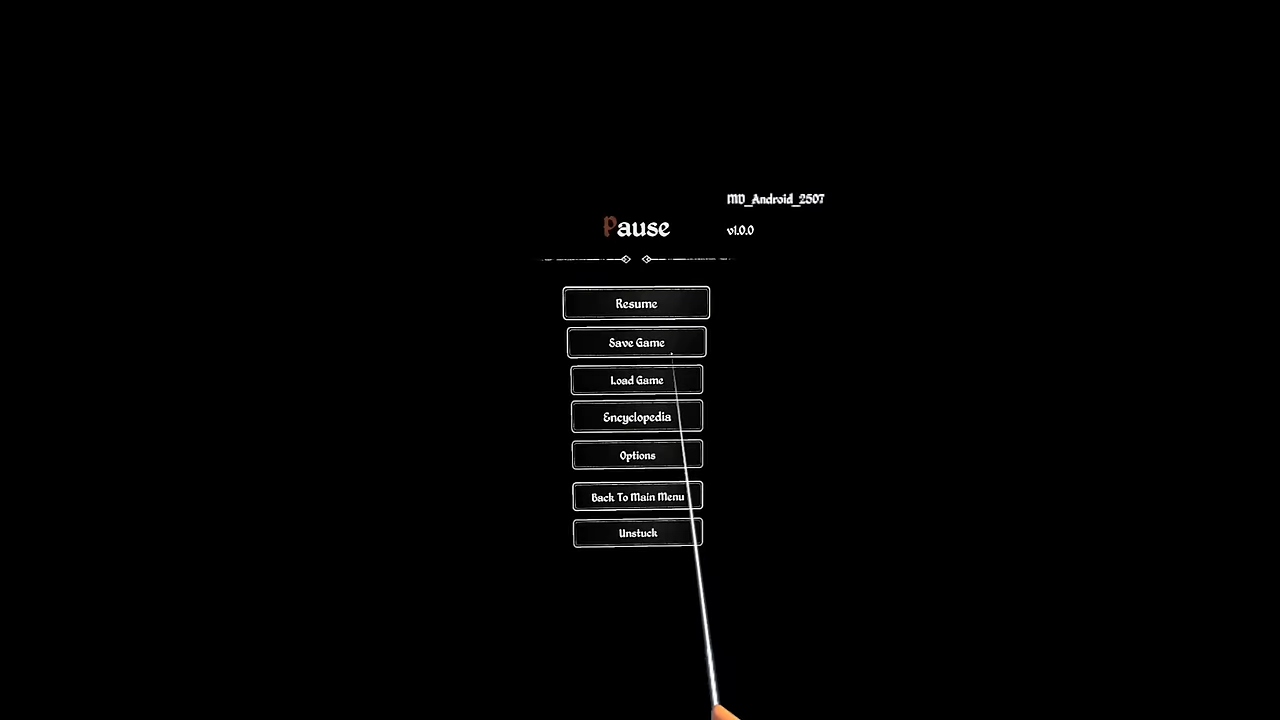 MD_Android_2507
Pause
v1.0.0
Resume
Save Game
Load Game
Encyclopedia
Options
Back To Main Menu
Unstuck